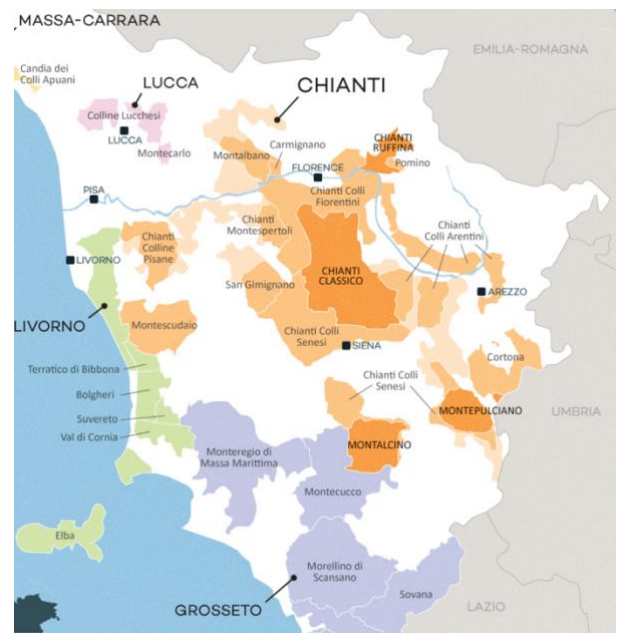 MASSA-CARRARA
EMILIA-ROMAGNA
Candia dei
Colli Apuani
LUCCA
CHIANTI
Colline Lucchesi
LUCCA
Montecarlo
Carmignano
Montalbano
CHIANTI
RUFFINA
Pomino
FLORENCE
PISA
Chianti Colli
Fiorentini
Chianti
Montespertoli
Chianti
Colli Arentini
Chianti
Colline
Pisane
LIVORNO
CHIANTI
CLASSICO
San Gimignano
AREZZO
LIVORNO
Montescudaio
Chianti Colli
Senesi
SIENA
Cortona
Terratico di Bibbona
Chianti Colli
Senesi
Bolgheri
MONTEPULCIANO
UMBRIA
Suvereto
Val di Cornia
MONTALCINO
Monteregio di
Massa Marittima
Montecucco
Elba
Morellino di
Scansano
Sovana
GROSSETO
LAZIO